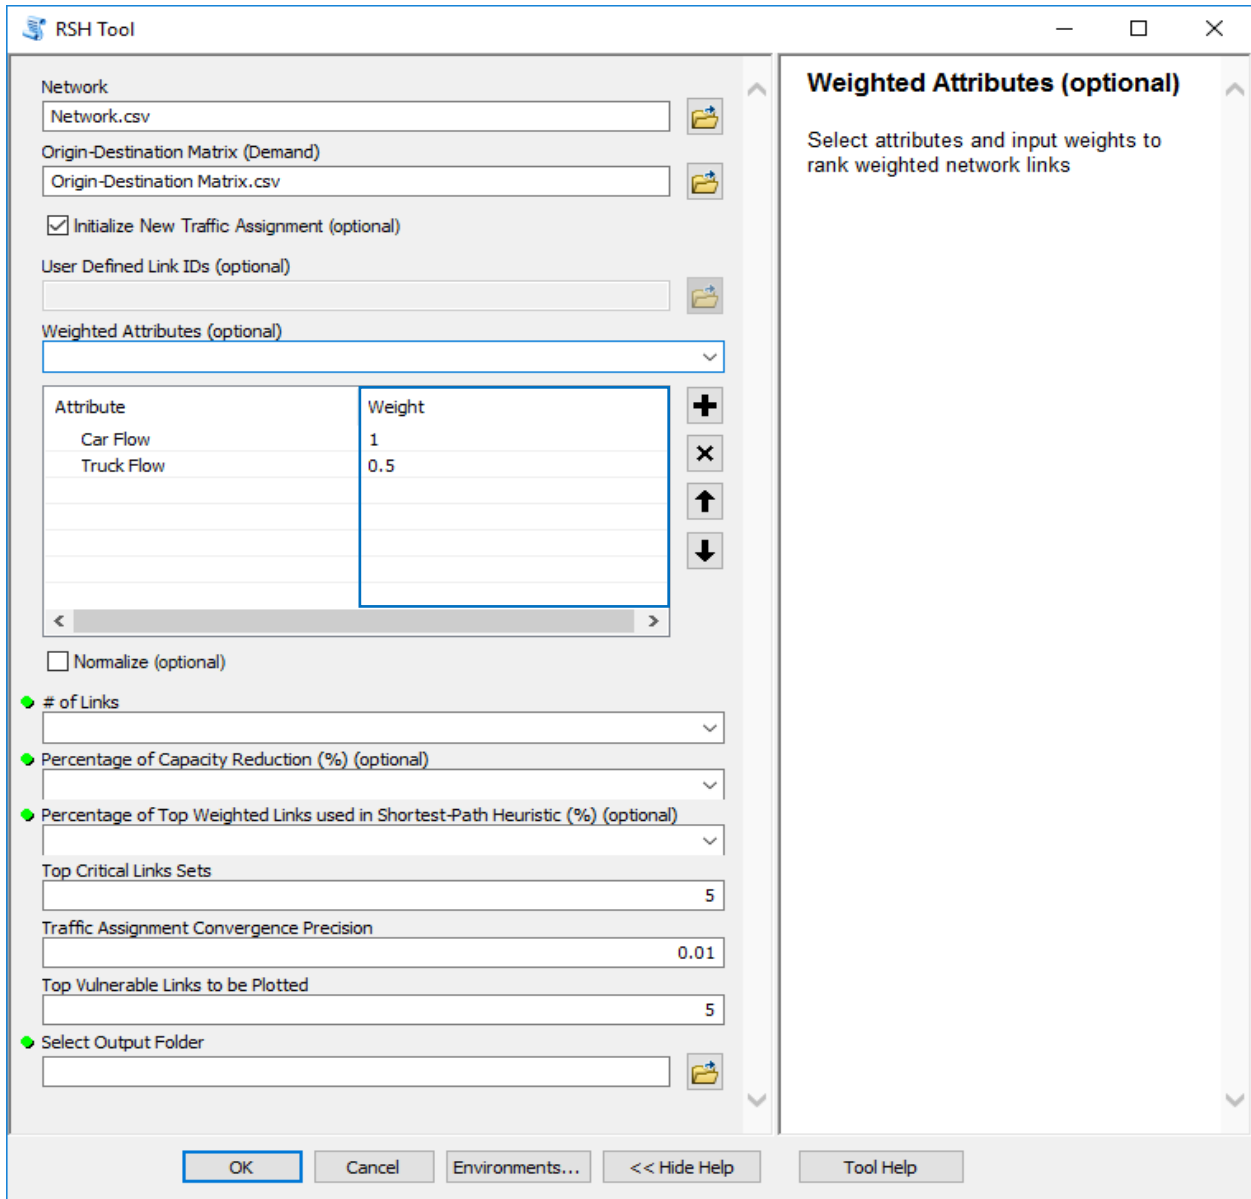 RSH Tool
Network
Network.csv
Origin-Destination Matrix (Demand)
Origin-Destination Matrix.csv
Initialize New Traffic Assignment (optional)
User Defined Link IDs (optional)
Weighted Attributes (optional)
Attribute Weight
Car Flow 1
Truck Flow 0.5
Normalize (optional)
# of Links
Percentage of Capacity Reduction (%) (optional)
Percentage of Top Weighted Links used in Shortest-Path Heuristic (%) (optional)
Top Critical Links Sets
5
Traffic Assignment Convergence Precision
0.01
Top Vulnerable Links to be Plotted
5
Select Output Folder
Weighted Attributes (optional)
Select attributes and input weights to
rank weighted network links
OK Cancel Environments... << Hide Help Tool Help